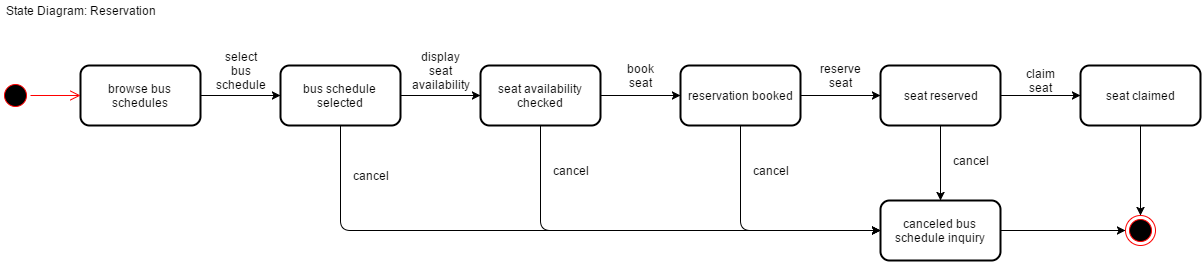 State Diagram: Reservation
browse bus
schedules
select
bus
schedule
bus schedule
selected
display
seat
availability
seat availability
checked
book
seat
reservation booked
reserve
seat
seat reserved
claim
seat
seat claimed
cancel
cancel
cancel
cancel
canceled bus
schedule inquiry